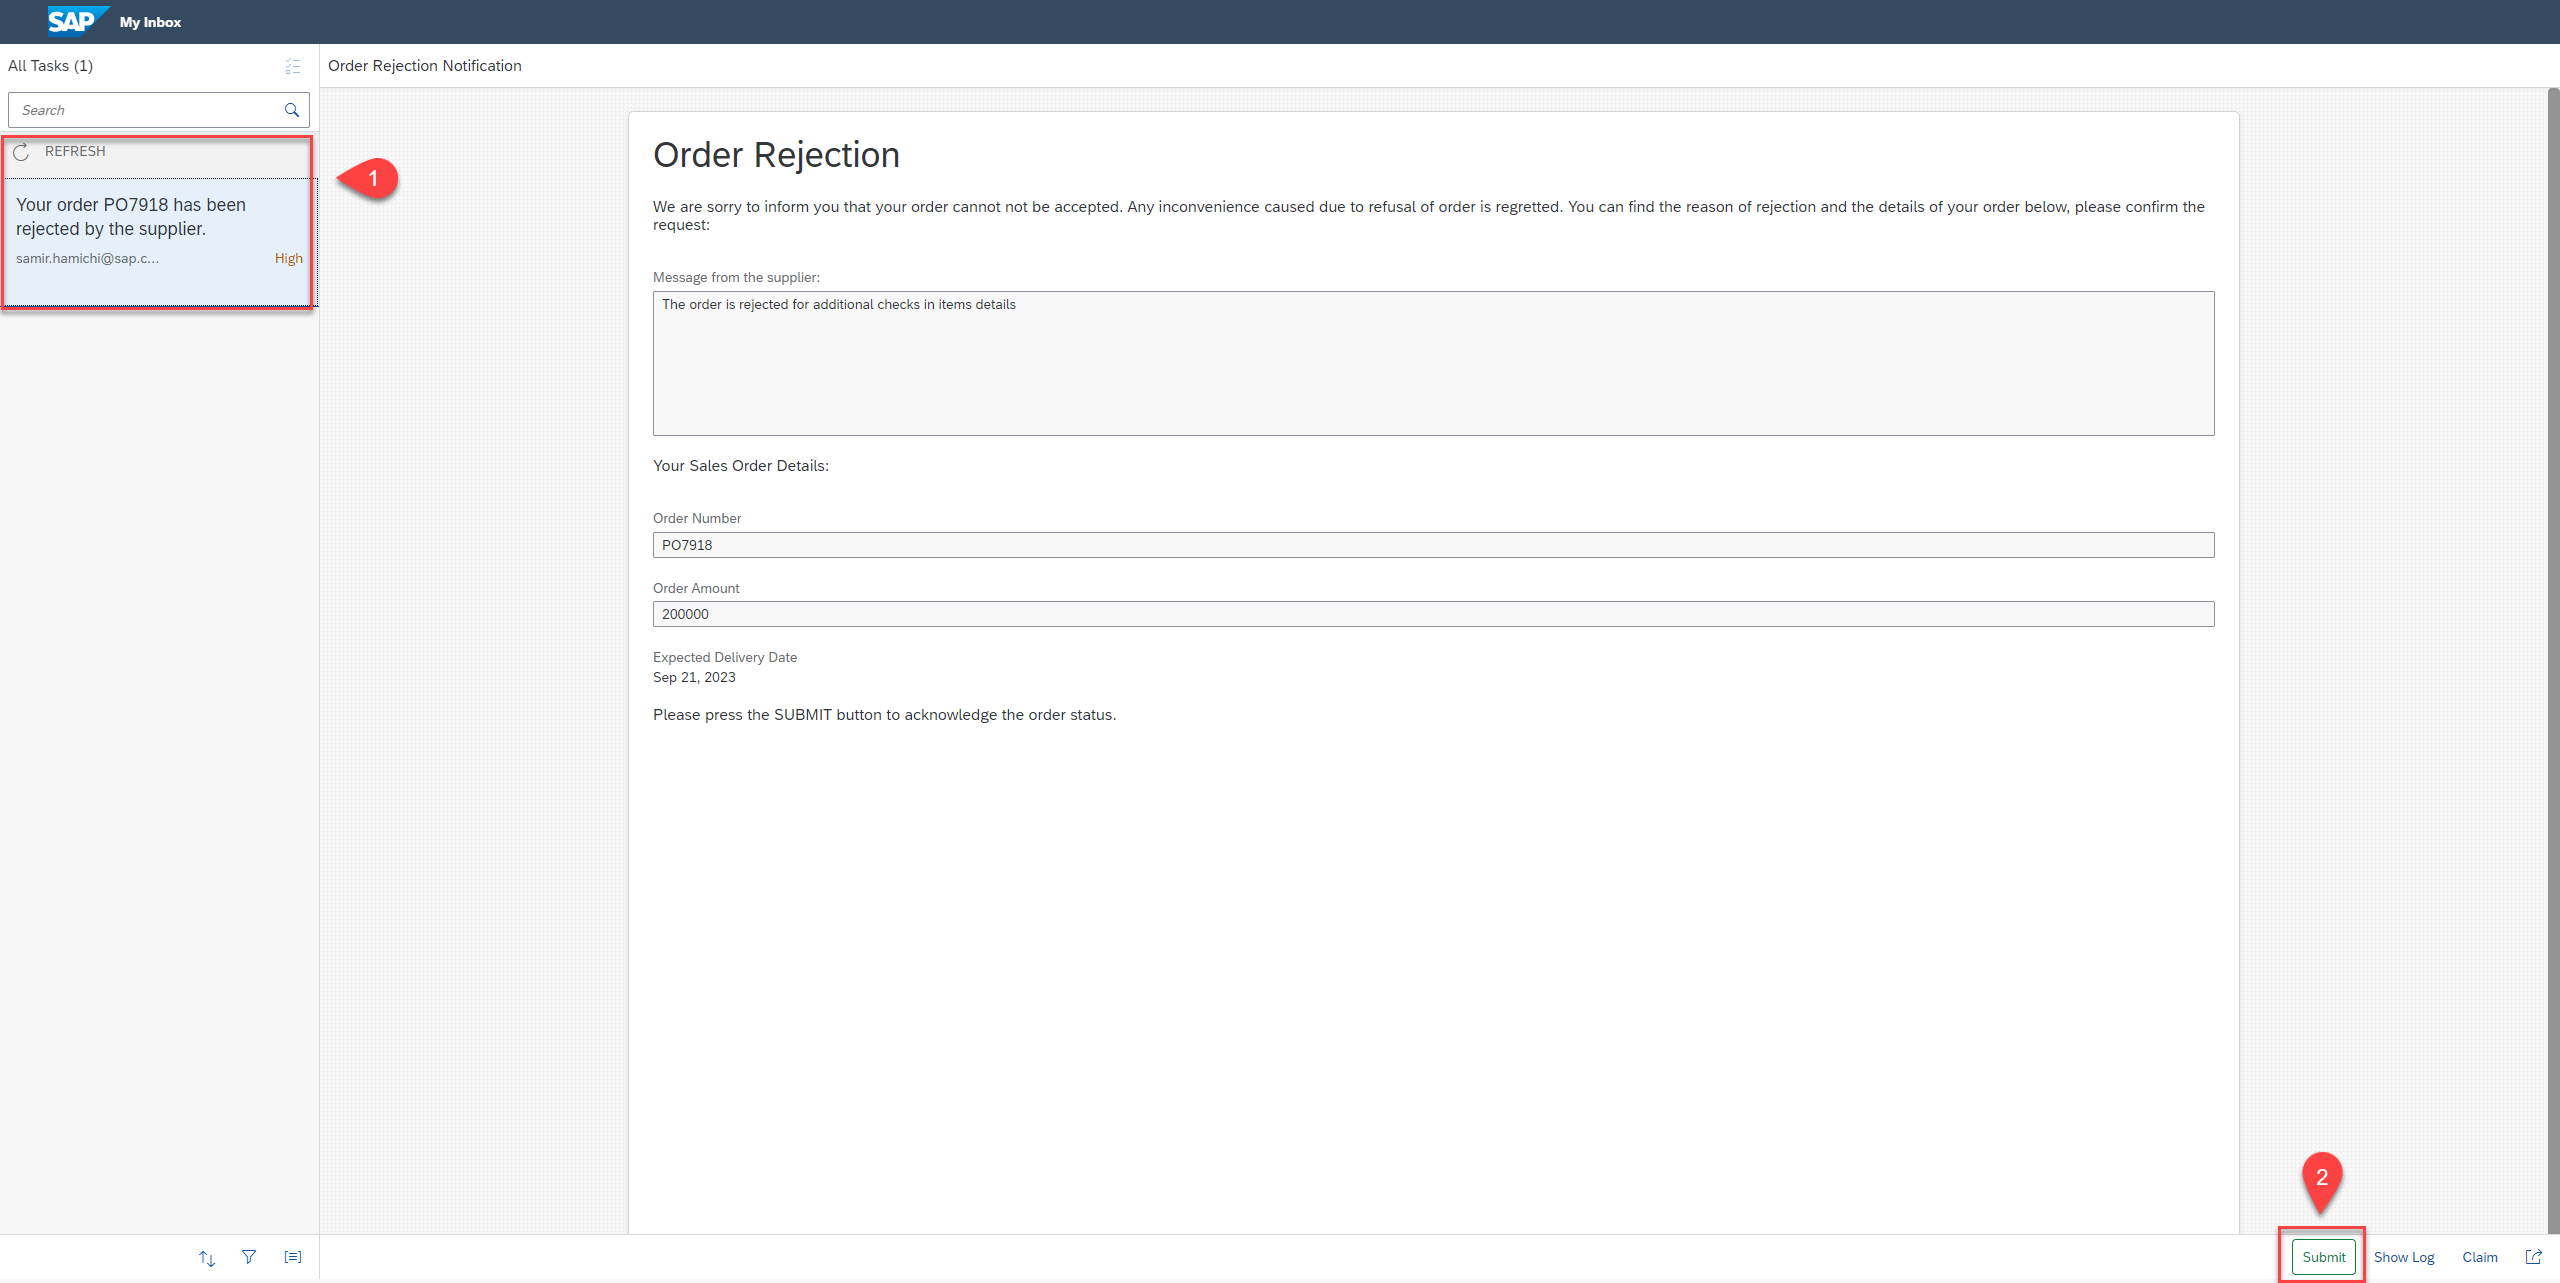 SAP My Inbox
All Tasks (1)
Search
REFRESH
Your order PO7918 has been
rejected by the supplier.
samir.hamichi@sap.c... High
1
Order Rejection Notification
Order Rejection
We are sorry to inform you that your order cannot not be accepted. Any inconvenience caused due to refusal of order is regretted. You can find the reason of rejection and the details of your order below, please confirm the
request:
Message from the supplier:
The order is rejected for additional checks in items details
Your Sales Order Details:
Order Number
PO7918
Order Amount
200000
Expected Delivery Date
Sep 21, 2023
Please press the SUBMIT button to acknowledge the order status.
2
Submit Show Log Claim